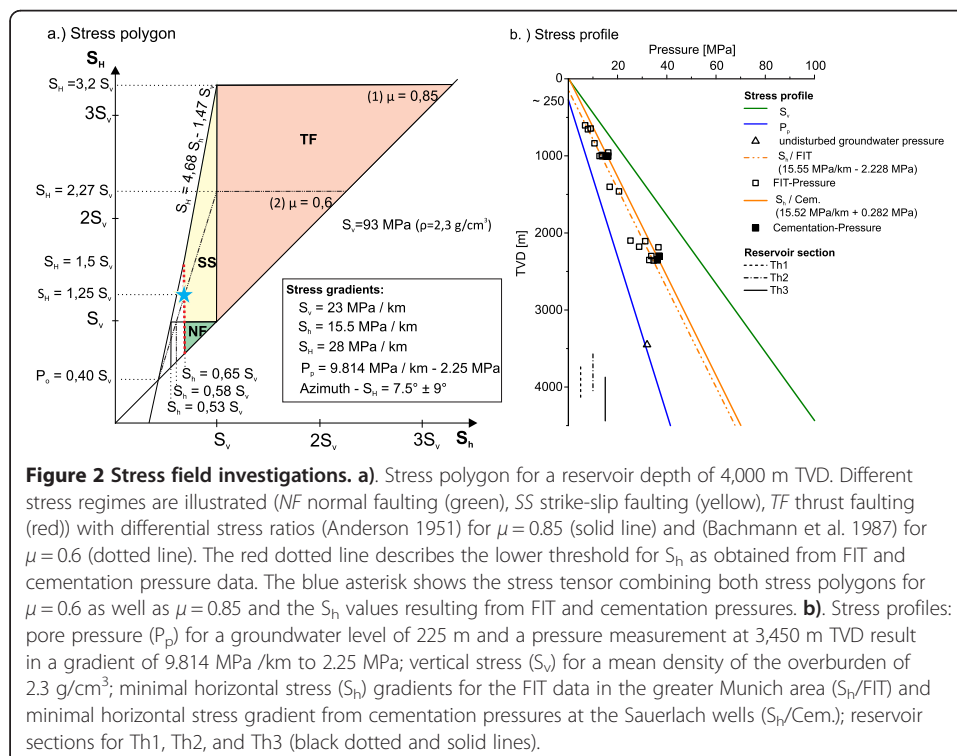 a.) Stress polygon
S_H
S_H =3,2 S_v
3S_v
S_H = 2,27 S_v
2S_v
S_H = 1,5 S_v
S_H = 1,25 S_v
S_v
P_o = 0,40 S_v
S_H = 4,68 S_h - 1,47 S_v
(1) μ = 0,85
TF
(2) μ = 0,6
S_v=93 MPa (ρ=2,3 g/cm³)
SS
NF
Stress gradients:
S_v = 23 MPa / km
S_h = 15.5 MPa / km
S_H = 28 MPa / km
P_p = 9.814 MPa / km - 2.25 MPa
Azimuth - S_H = 7.5° ± 9°
S_h = 0,65 S_v
S_h = 0,58 S_v
S_h = 0,53 S_v
S_v
2S_v
3S_v
S_h
b. ) Stress profile
Pressure [MPa]
20 40 60 80 100
0
~ 250
1000
2000
3000
4000
TVD [m]
Stress profile
S_v
P_p
undisturbed groundwater pressure
S_h / FIT
(15.55 MPa/km - 2.228 MPa)
FIT-Pressure
S_h / Cem.
(15.52 MPa/km + 0.282 MPa)
Cementation-Pressure
Reservoir section
Th1
Th2
Th3
Figure 2 Stress field investigations. a). Stress polygon for a reservoir depth of 4,000 m TVD. Different
stress regimes are illustrated (NF normal faulting (green), SS strike-slip faulting (yellow), TF thrust faulting
(red)) with differential stress ratios (Anderson 1951) for μ = 0.85 (solid line) and (Bachmann et al. 1987) for
μ = 0.6 (dotted line). The red dotted line describes the lower threshold for S_h as obtained from FIT and
cementation pressure data. The blue asterisk shows the stress tensor combining both stress polygons for
μ = 0.6 as well as μ = 0.85 and the S_h values resulting from FIT and cementation pressures. b). Stress profiles:
pore pressure (P_p) for a groundwater level of 225 m and a pressure measurement at 3,450 m TVD result
in a gradient of 9.814 MPa /km to 2.25 MPa; vertical stress (S_v) for a mean density of the overburden of
2.3 g/cm³; minimal horizontal stress (S_h) gradients for the FIT data in the greater Munich area (S_h/FIT) and
minimal horizontal stress gradient from cementation pressures at the Sauerlach wells (S_h/Cem.); reservoir
sections for Th1, Th2, and Th3 (black dotted and solid lines).